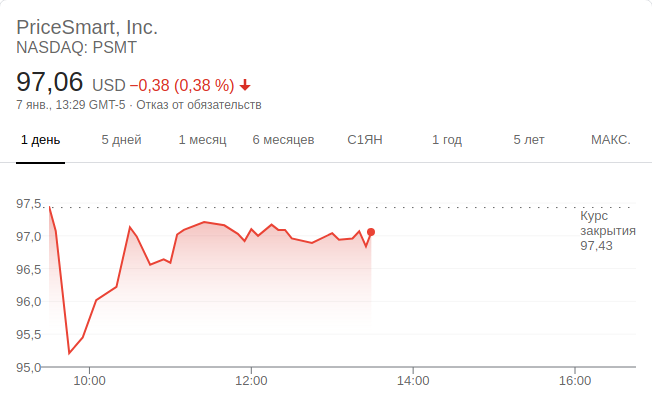 PriceSmart, Inc.
NASDAQ: PSMT
97,06 USD −0,38 (0,38 %)
7 янв., 13:29 GMT-5 · Отказ от обязательств
1 день 5 дней 1 месяц 6 месяцев С1ЯН 1 год 5 лет МАКС.
97,5
Курс
закрытия
97,43
97,0
96,5
96,0
95,5
95,0
10:00 12:00 14:00 16:00